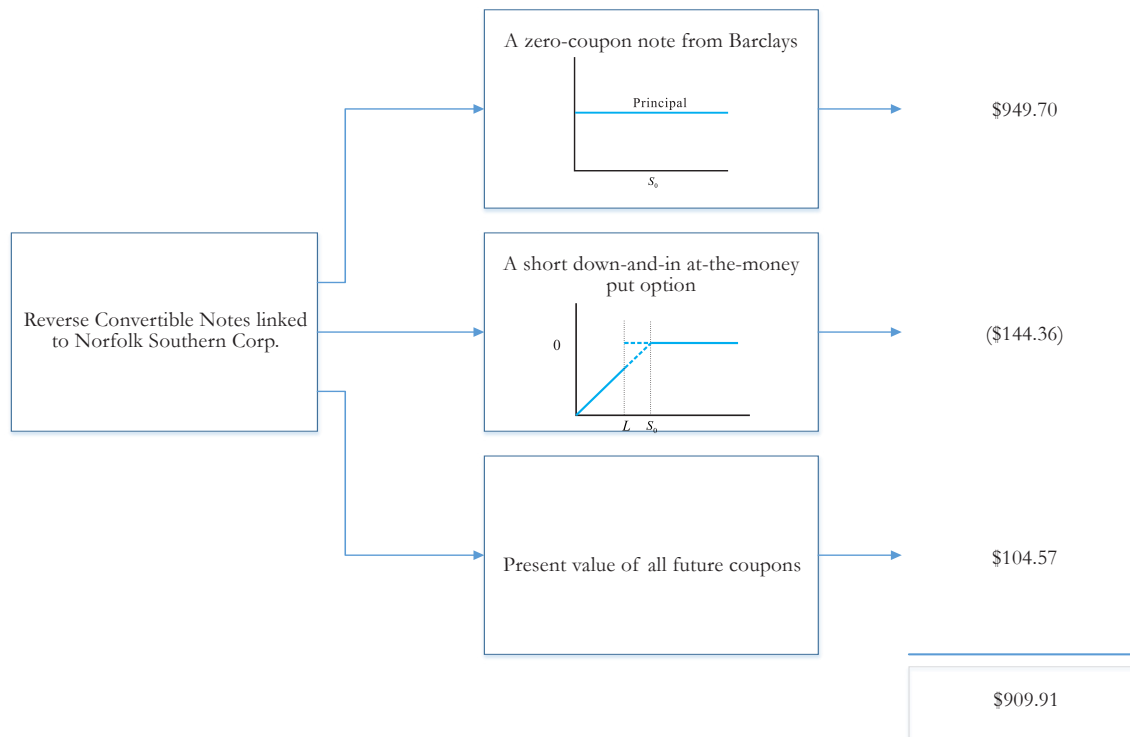 A zero-coupon note from Barclays
Principal
S₀
$949.70
Reverse Convertible Notes linked
to Norfolk Southern Corp.
A short down-and-in at-the-money
put option
0
L S₀
($144.36)
Present value of all future coupons
$104.57
$909.91